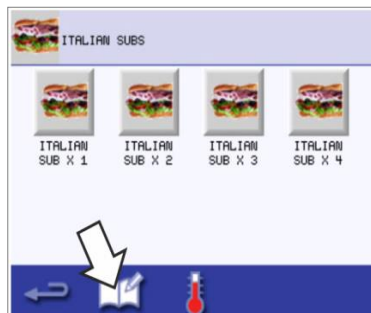 ITALIAN SUBS
ITALIAN SUB X 1
ITALIAN SUB X 2
ITALIAN SUB X 3
ITALIAN SUB X 4